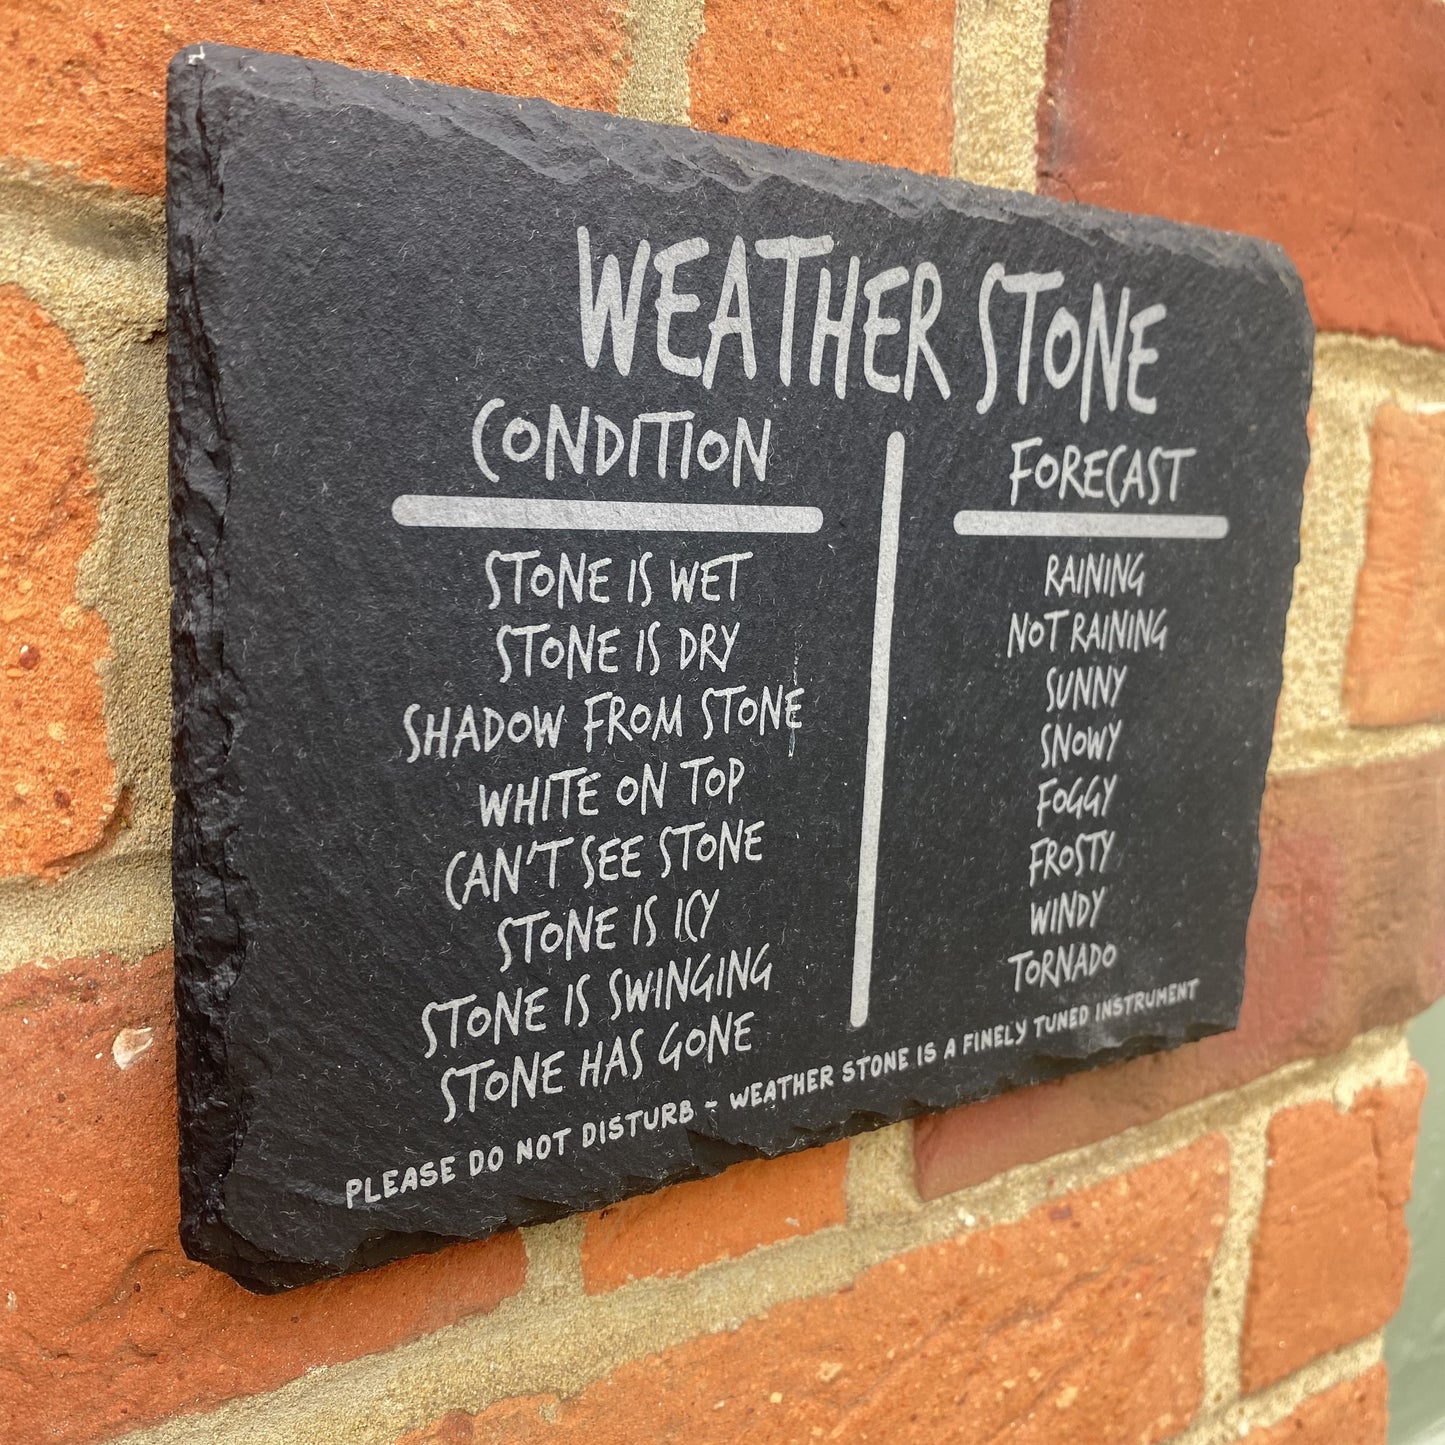 WEATHER STONE
CONDITION FORECAST
STONE IS WET RAINING
STONE IS DRY NOT RAINING
SHADOW FROM STONE SUNNY
WHITE ON TOP SNOWY
CAN'T SEE STONE FOGGY
STONE IS ICY FROSTY
STONE IS SWINGING WINDY
STONE HAS GONE TORNADO
PLEASE DO NOT DISTURB - WEATHER STONE IS A FINELY TUNED INSTRUMENT